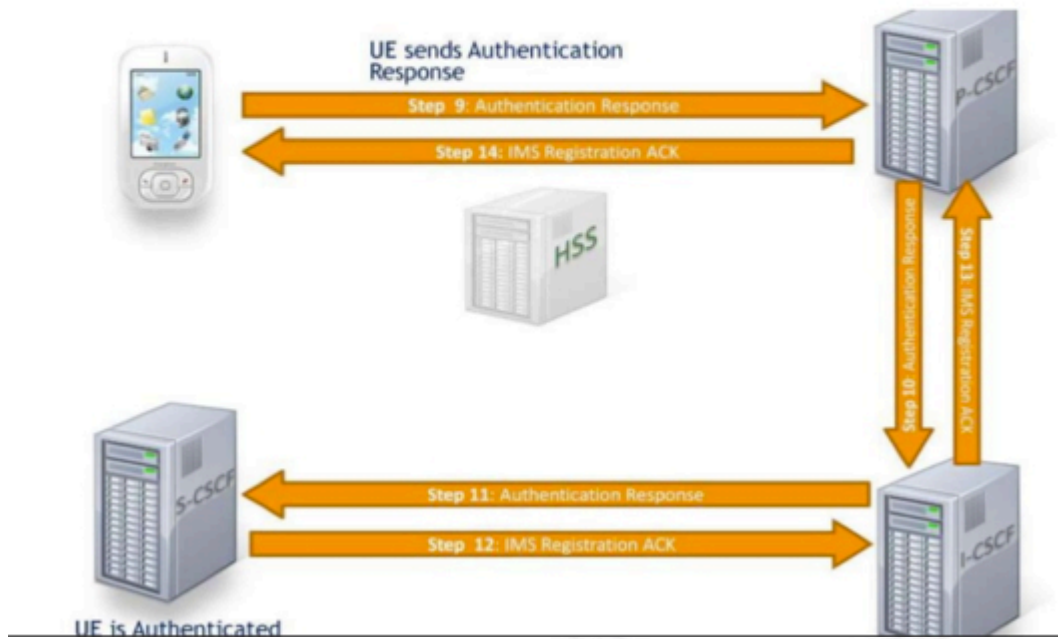 UE sends Authentication
Response
P-CSCF
Step 9: Authentication Response
Step 14: IMS Registration ACK
HSS
Step 10: Authentication Response
Step 13: IMS Registration ACK
S-CSCF
Step 11: Authentication Response
I-CSCF
Step 12: IMS Registration ACK
UE is Authenticated